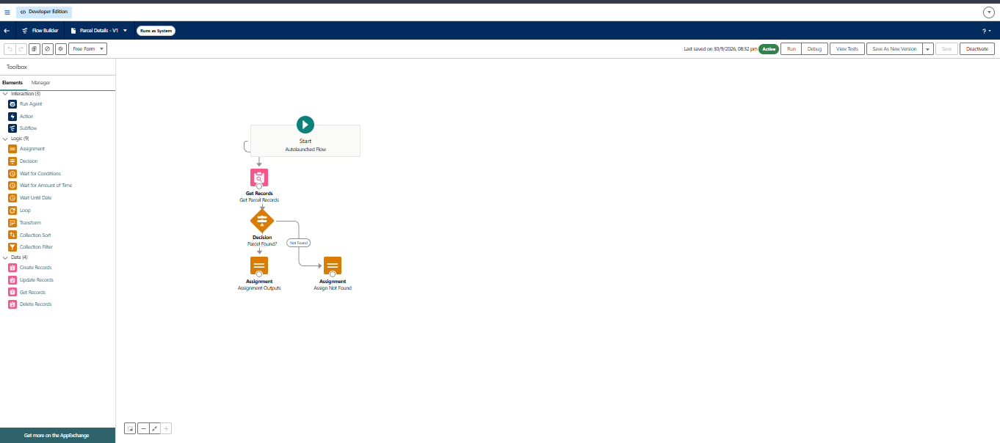 Developer Edition
Flow Builder
Parcel Details - V1
Runs as System
?
Free-Form
Last saved on 30/9/2026, 08:32 pm
Active
Run
Debug
View Tests
Save As New Version
Save
Deactivate
Toolbox
Elements
Manager
Interaction (3)
Run Agent
Action
Subflow
Logic (9)
Assignment
Decision
Wait for Conditions
Wait for Amount of Time
Wait Until Date
Loop
Transform
Collection Sort
Collection Filter
Data (4)
Create Records
Update Records
Get Records
Delete Records
Get more on the AppExchange
Start
Autolaunched Flow
Get Records
Get Parcel Records
Decision
Parcel Found?
Not Found
Assignment
Assignment Outputs
Assignment
Assign Not Found